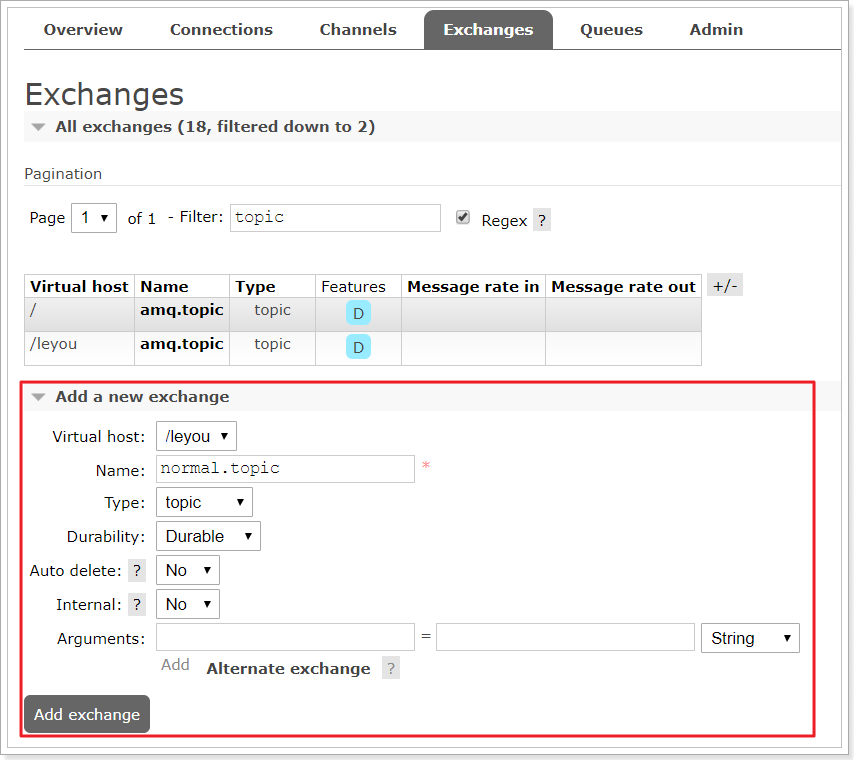 Overview Connections Channels Exchanges Queues Admin
Exchanges
All exchanges (18, filtered down to 2)
Pagination
Page 1 of 1 - Filter: topic Regex ?
Virtual host Name Type Features Message rate in Message rate out +/-
/ amq.topic topic D
/leyou amq.topic topic D
Add a new exchange
Virtual host: /leyou
Name: normal.topic *
Type: topic
Durability: Durable
Auto delete: ? No
Internal: ? No
Arguments: = String
Add Alternate exchange ?
Add exchange